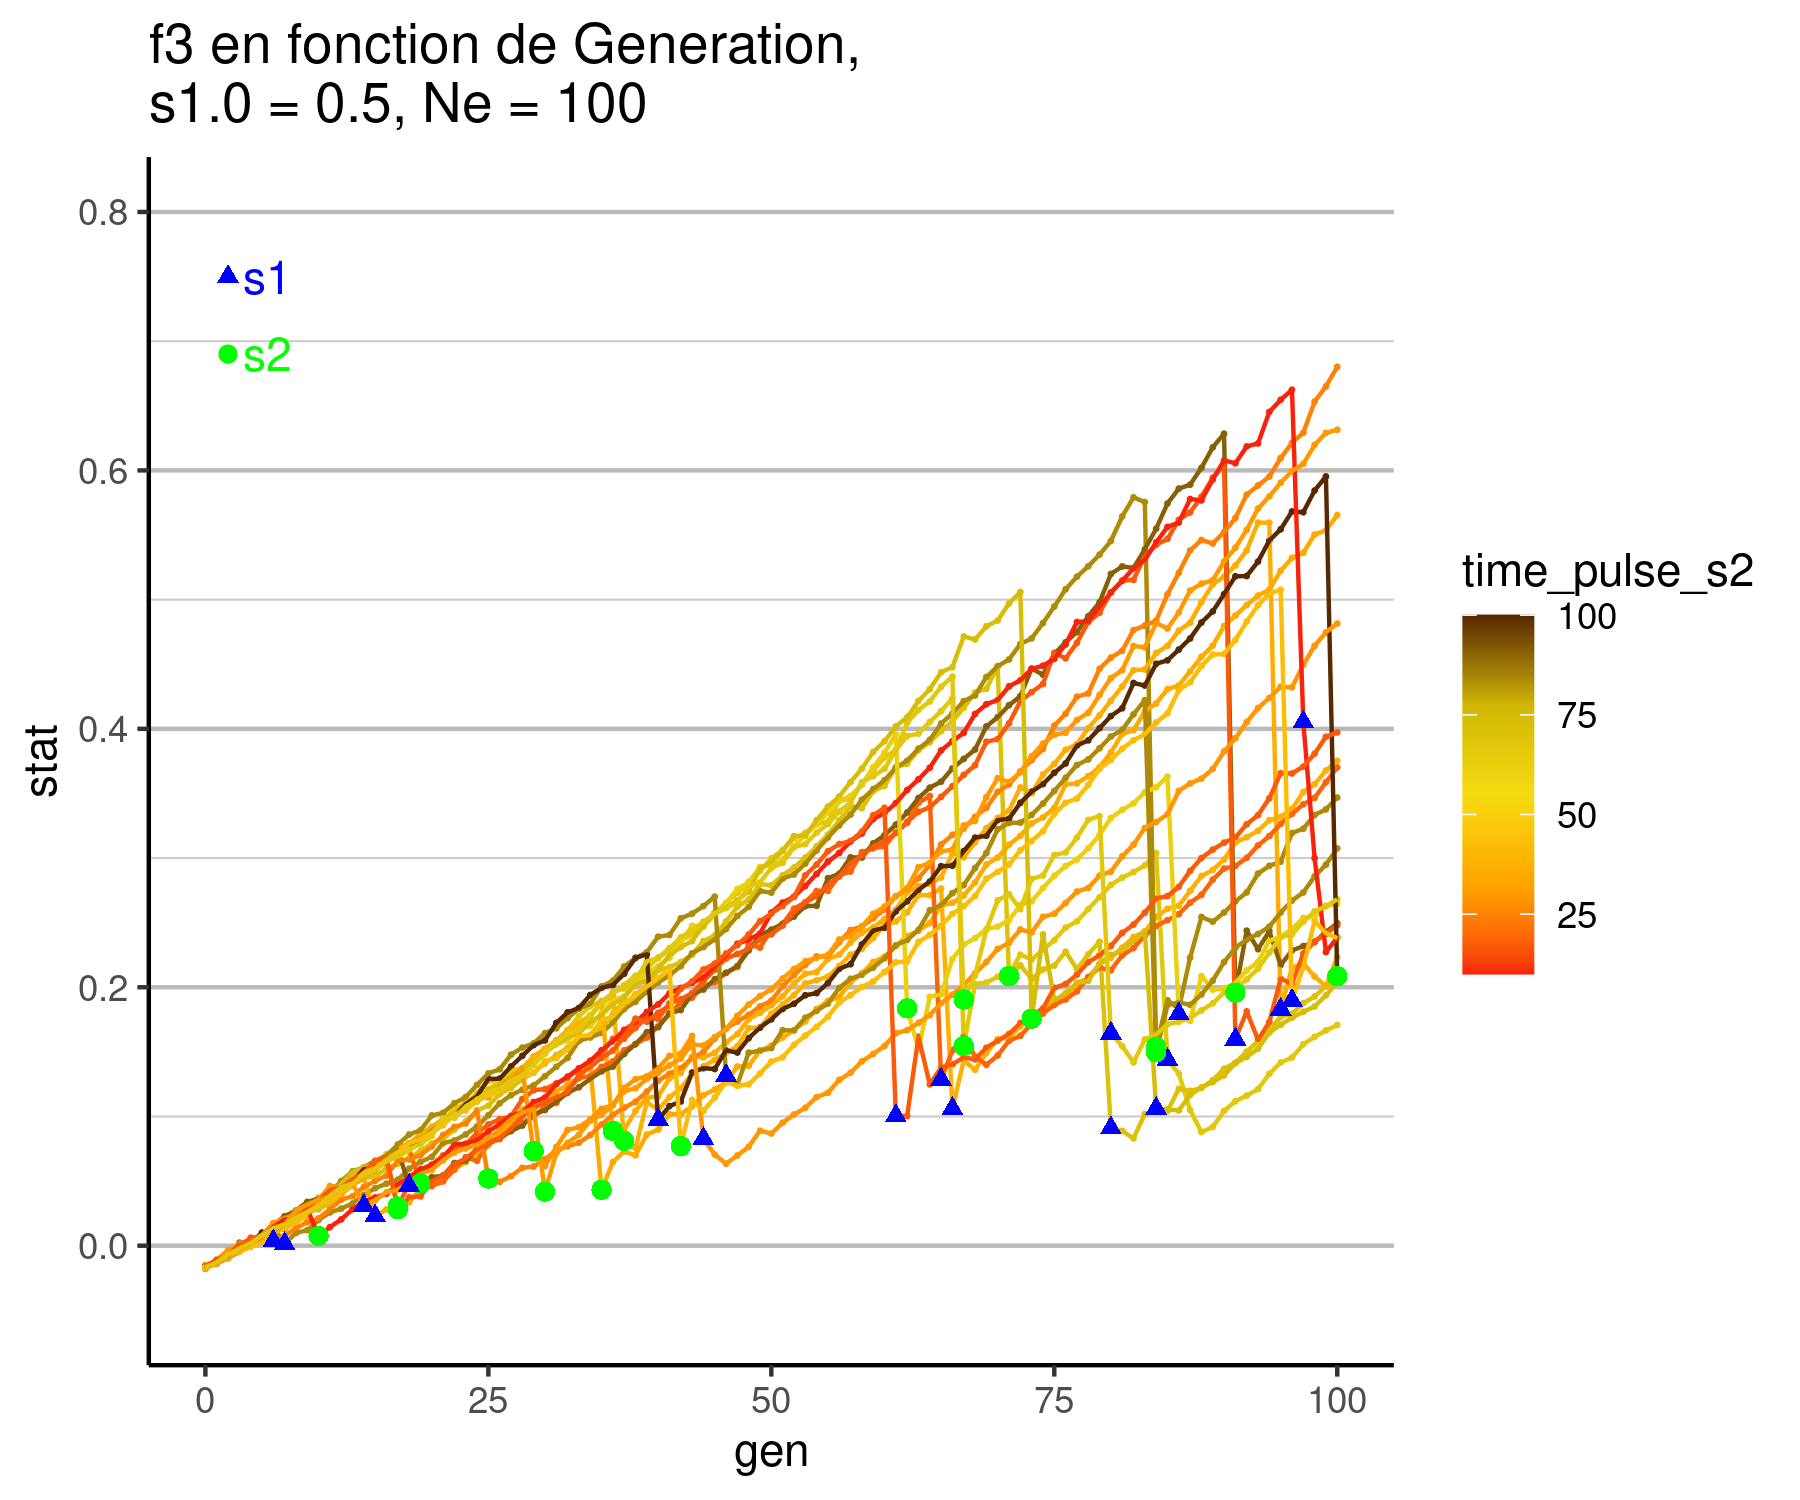 f3 en fonction de Generation,
s1.0 = 0.5, Ne = 100
0.8
0.6
0.4
0.2
0.0
stat
s1
s2
0
25
50
75
100
gen
time_pulse_s2
100
75
50
25